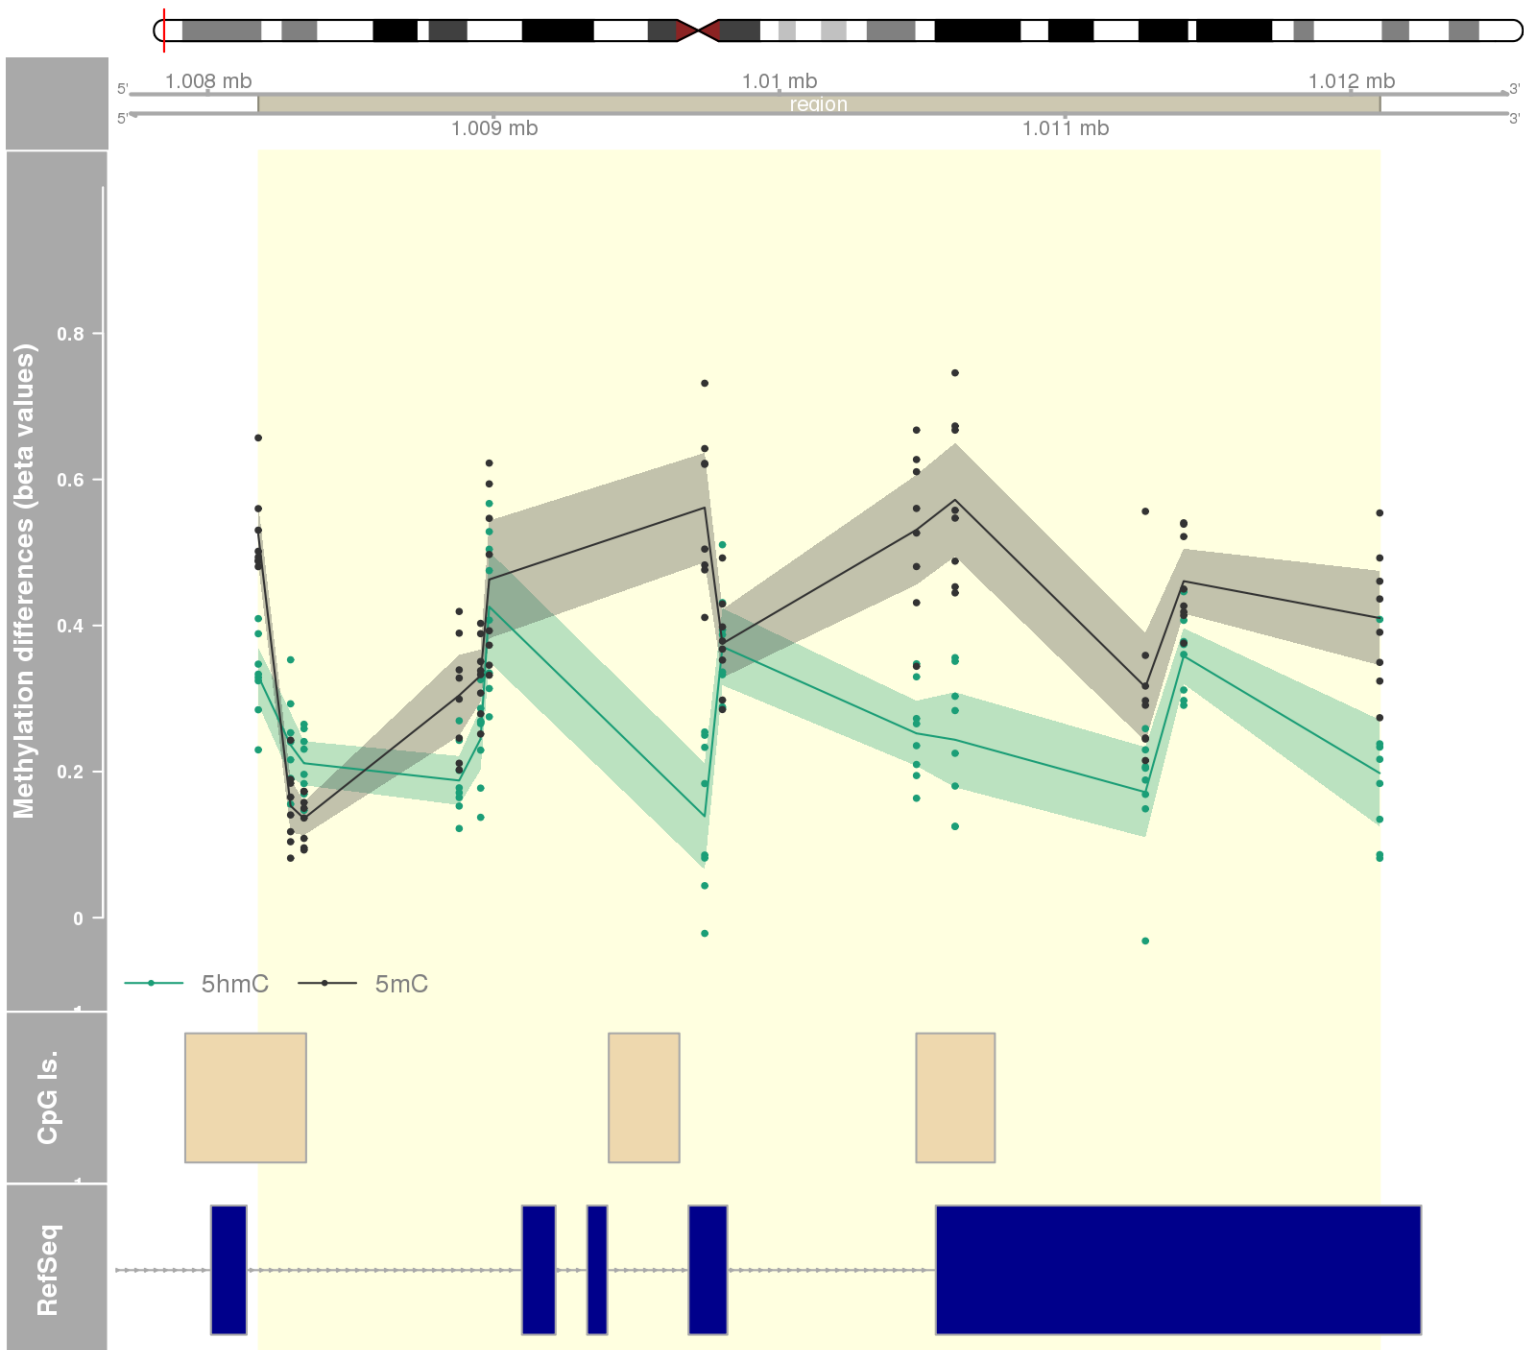 1.008 mb 1.01 mb 1.012 mb
5' 3'
region
5' 3'
1.009 mb 1.011 mb
Methylation differences (beta values)
0.8
0.6
0.4
0.2
0
5hmC 5mC
CpG Is.
RefSeq